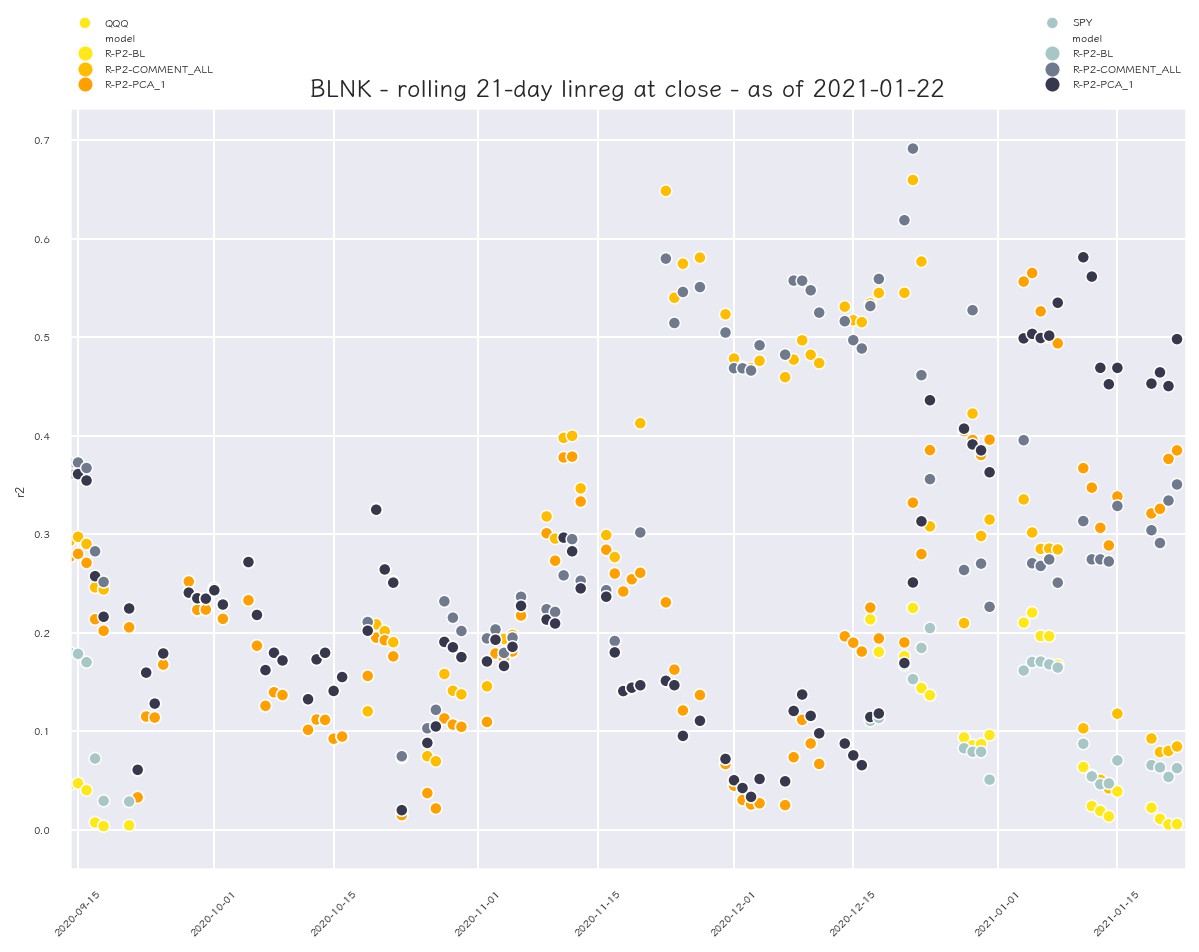 QQQ
model
R-P2-BL
R-P2-COMMENT_ALL
R-P2-PCA_1
SPY
model
R-P2-BL
R-P2-COMMENT_ALL
R-P2-PCA_1
BLNK - rolling 21-day linreg at close - as of 2021-01-22
0.7
0.6
0.5
0.4
0.3
0.2
0.1
0.0
r2
2020-09-15
2020-10-01
2020-10-15
2020-11-01
2020-11-15
2020-12-01
2020-12-15
2021-01-01
2021-01-15